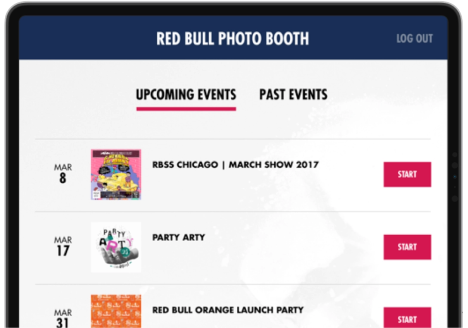 RED BULL PHOTO BOOTH
LOG OUT
UPCOMING EVENTS
PAST EVENTS
MAR
8
RBSS CHICAGO | MARCH SHOW 2017
START
MAR
17
PARTY
ARTY
PARTY ARTY
START
MAR
31
RED BULL ORANGE LAUNCH PARTY
START